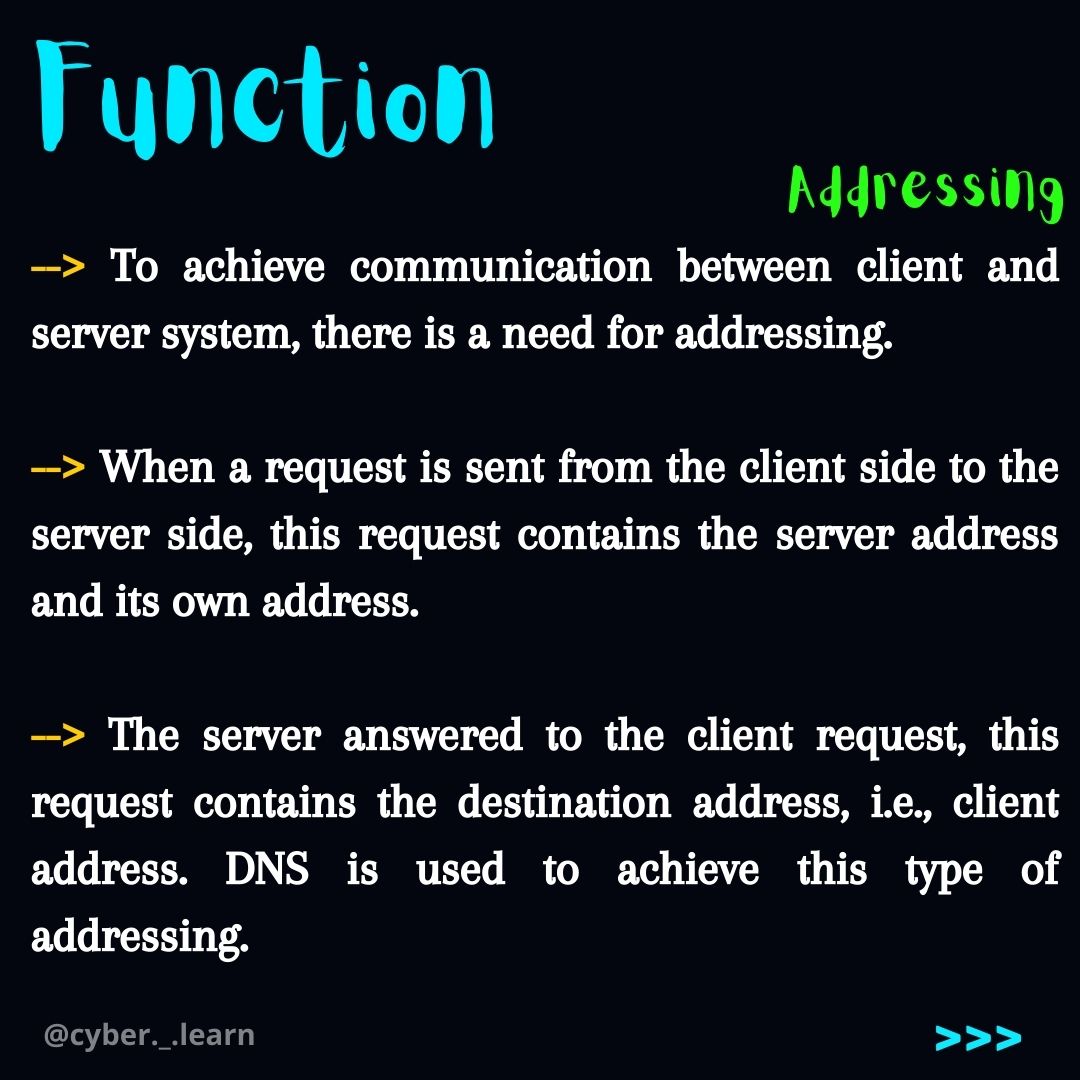 Function
Addressing
--> To achieve communication between client and
server system, there is a need for addressing.
--> When a request is sent from the client side to the
server side, this request contains the server address
and its own address.
--> The server answered to the client request, this
request contains the destination address, i.e., client
address. DNS is used to achieve this type of
addressing.
@cyber._.learn
>>>